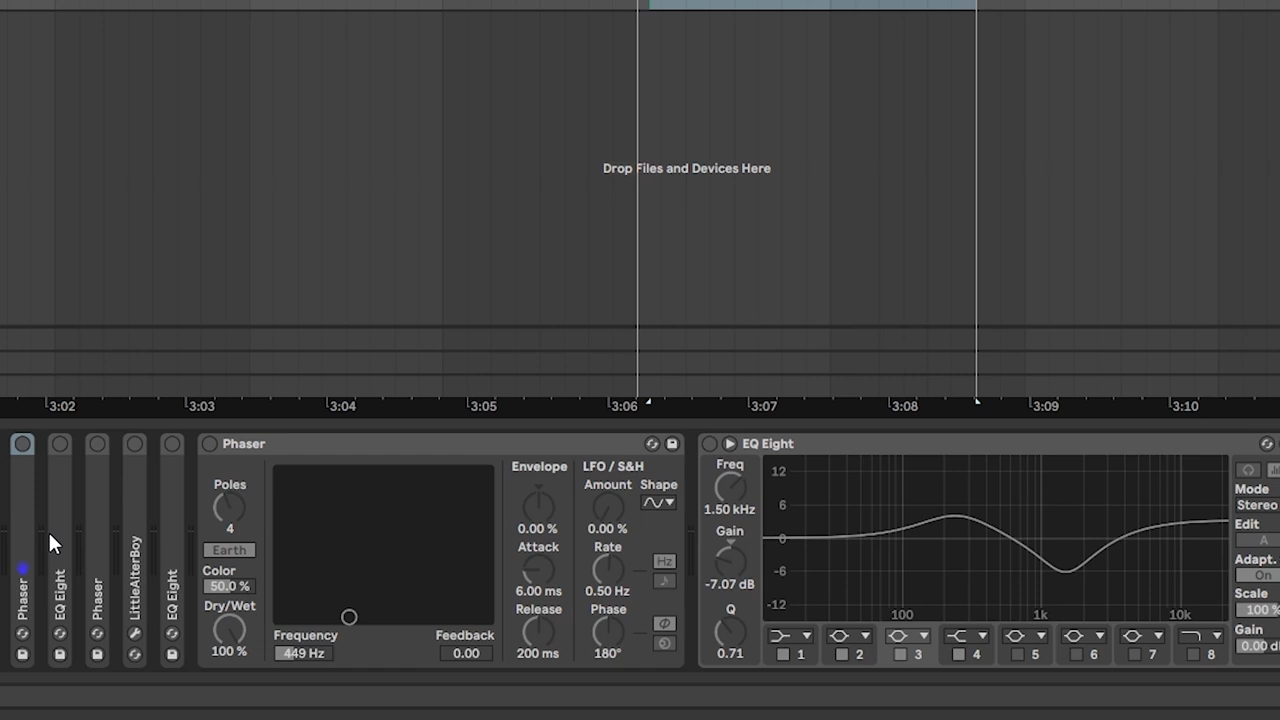 Drop Files and Devices Here
3:02 3:03 3:04 3:05 3:06 3:07 3:08 3:09 3:10
Phaser
EQ Eight
Phaser
LittleAlterBoy
EQ Eight
Phaser
Poles
4
Earth
Color
50.0 %
Dry/Wet
100 %
Frequency
449 Hz
Feedback
0.00
Envelope
0.00 %
Attack
6.00 ms
Release
200 ms
LFO / S&H
Amount Shape
0.00 %
Rate
Hz
0.50 Hz
Phase
180°
EQ Eight
Freq
1.50 kHz
Gain
-7.07 dB
Q
0.71
12
6
0
-6
-12
100 1k 10k
1 2 3 4 5 6 7 8
Mode
Stereo
Edit
A
Adapt.
On
Scale
100 %
Gain
0.00 d